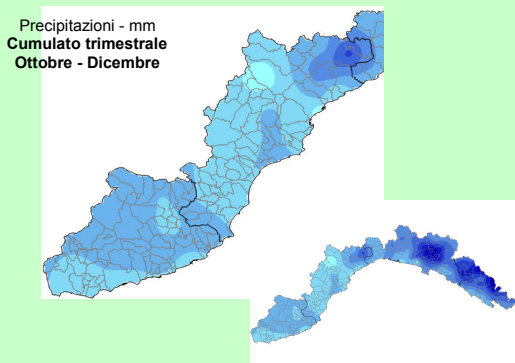 Precipitazioni - mm
Cumulato trimestrale
Ottobre - Dicembre